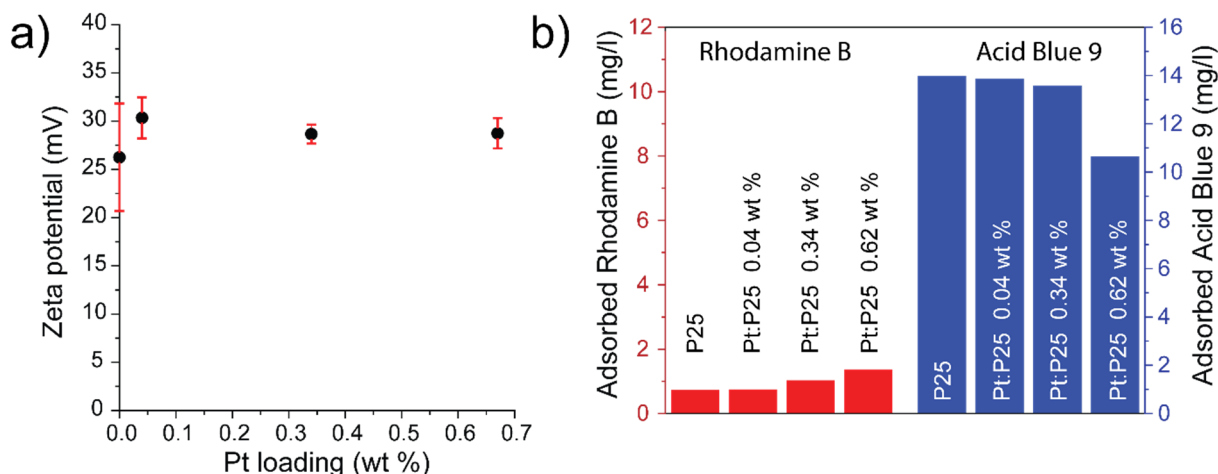 a)
Zeta potential (mV)
40
35
30
25
20
15
10
5
0
0.0 0.1 0.2 0.3 0.4 0.5 0.6 0.7
Pt loading (wt %)
b)
Adsorbed Rhodamine B (mg/l)
12
10
8
6
4
2
0
Rhodamine B
P25
Pt:P25 0.04 wt %
Pt:P25 0.34 wt %
Pt:P25 0.62 wt %
Acid Blue 9
P25
Pt:P25 0.04 wt %
Pt:P25 0.34 wt %
Pt:P25 0.62 wt %
16
14
12
10
8
6
4
2
0
Adsorbed Acid Blue 9 (mg/l)